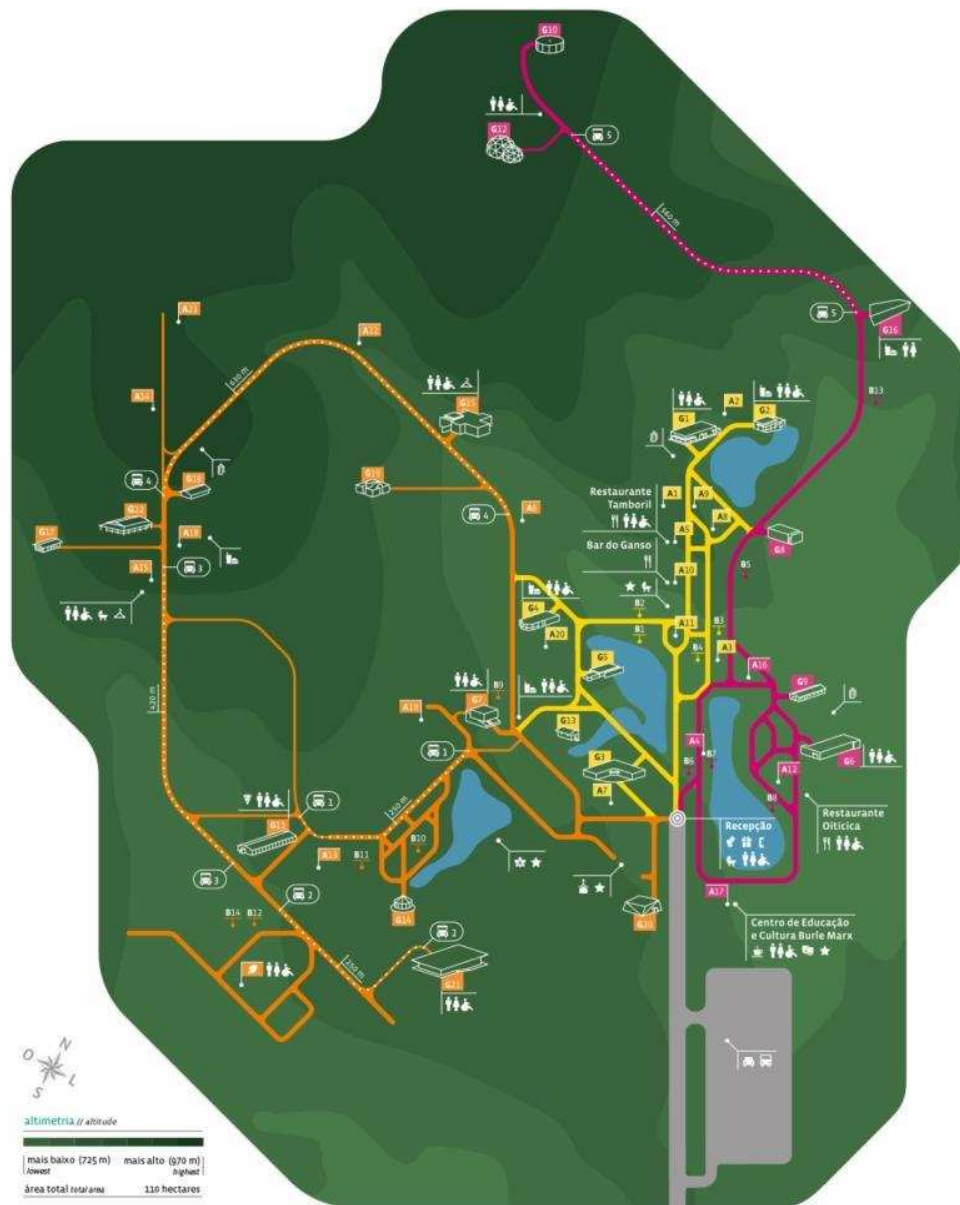 G10
G12
5
540 m
5
G16
A21
A22
A14
630 m
B13
G15
A2
G1
G2
4
G18
G19
Restaurante
Tamboril
A1
A9
G22
4
A6
A5
A8
G17
Bar do Ganso
G8
3
A15
A10
B5
G4
B2
B1
A11
B3
A20
B4
A3
A16
G5
G9
420 m
G7
B9
A19
G13
A4
B7
G6
1
G3
B6
A12
A7
B8
Restaurante
Oiticica
1
250 m
Recepção
G11
B10
A13
B11
3
2
A17
B14
B12
G14
G20
Centro de Educação
e Cultura Burle Marx
2
250 m
G21
N
O
L
S
altimetria // altitude
mais baixo (725 m)
lowest
mais alto (970 m)
highest
área total total area
110 hectares